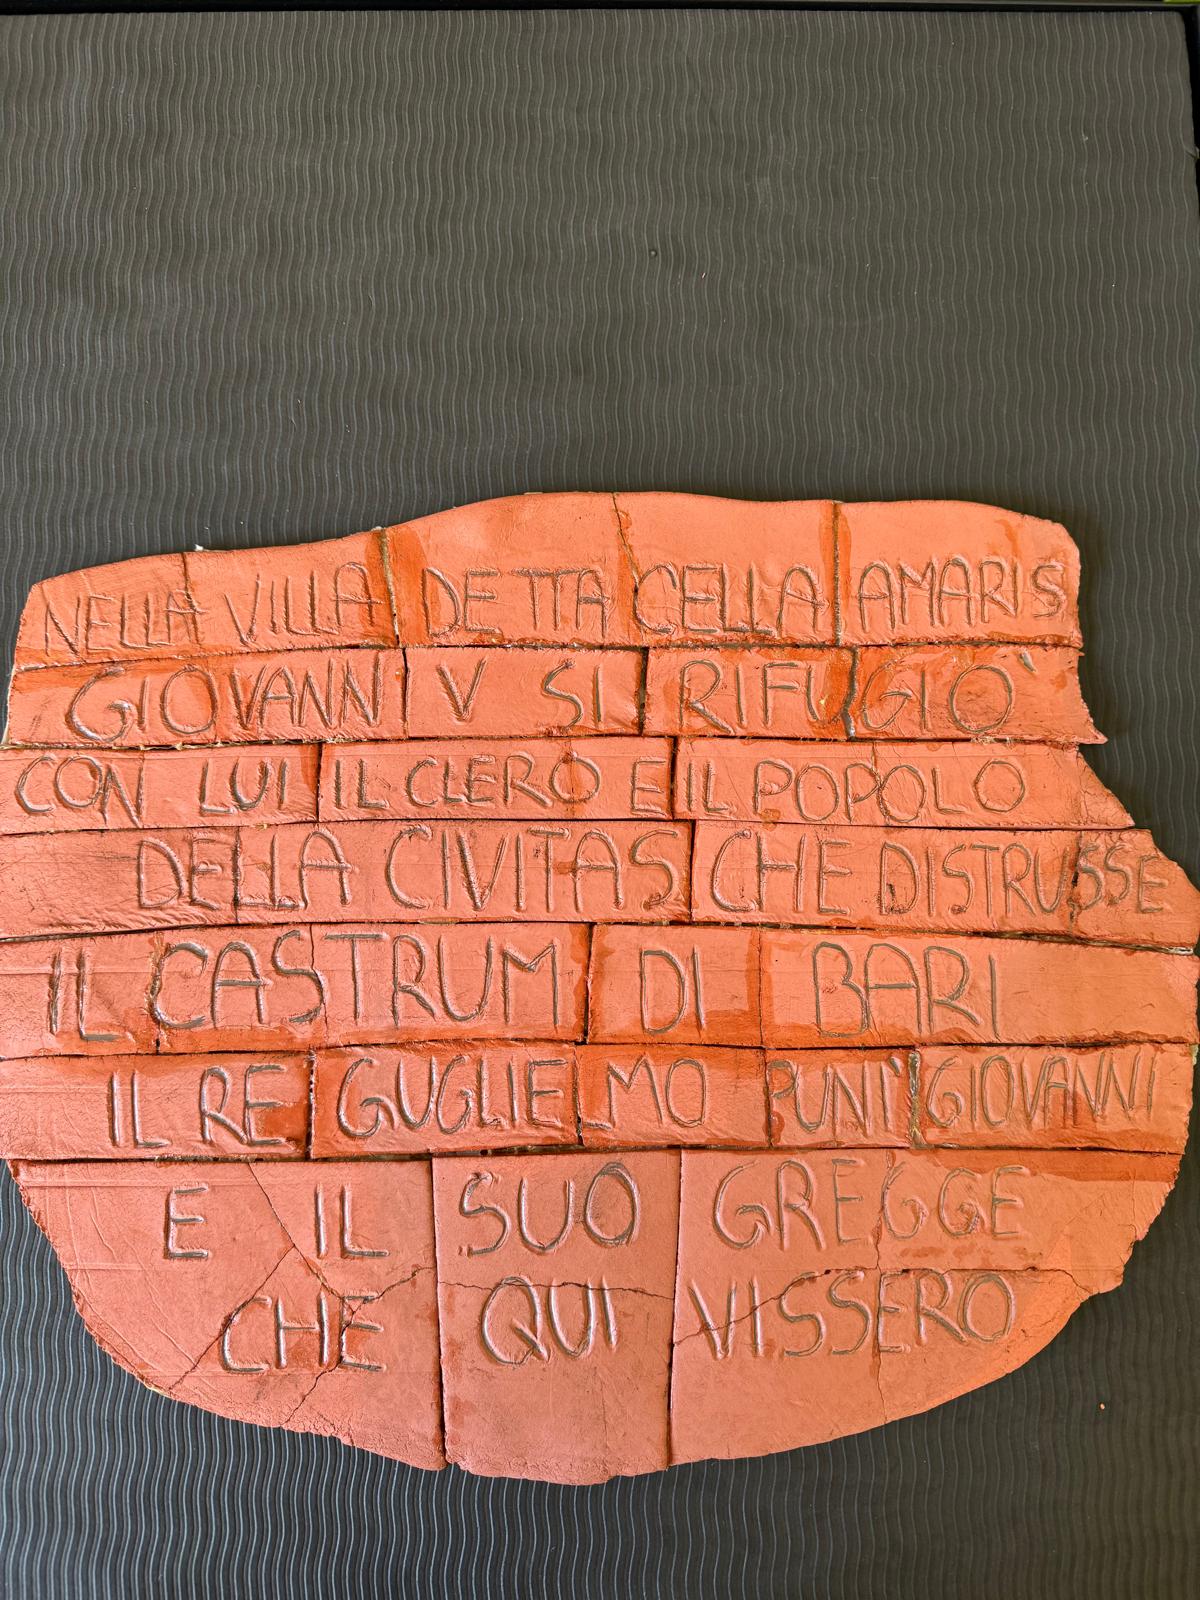 NELLA VILLA DETTA CELLA AMARIS
GIOVANNI V SI RIFUGIÒ
CON LUI IL CLERO E IL POPOLO
DELLA CIVITAS CHE DISTRUSSE
IL CASTRUM DI BARI
IL RE GUGLIELMO PUNÌ GIOVANNI
E IL SUO GREGGE
CHE QUI VISSERO